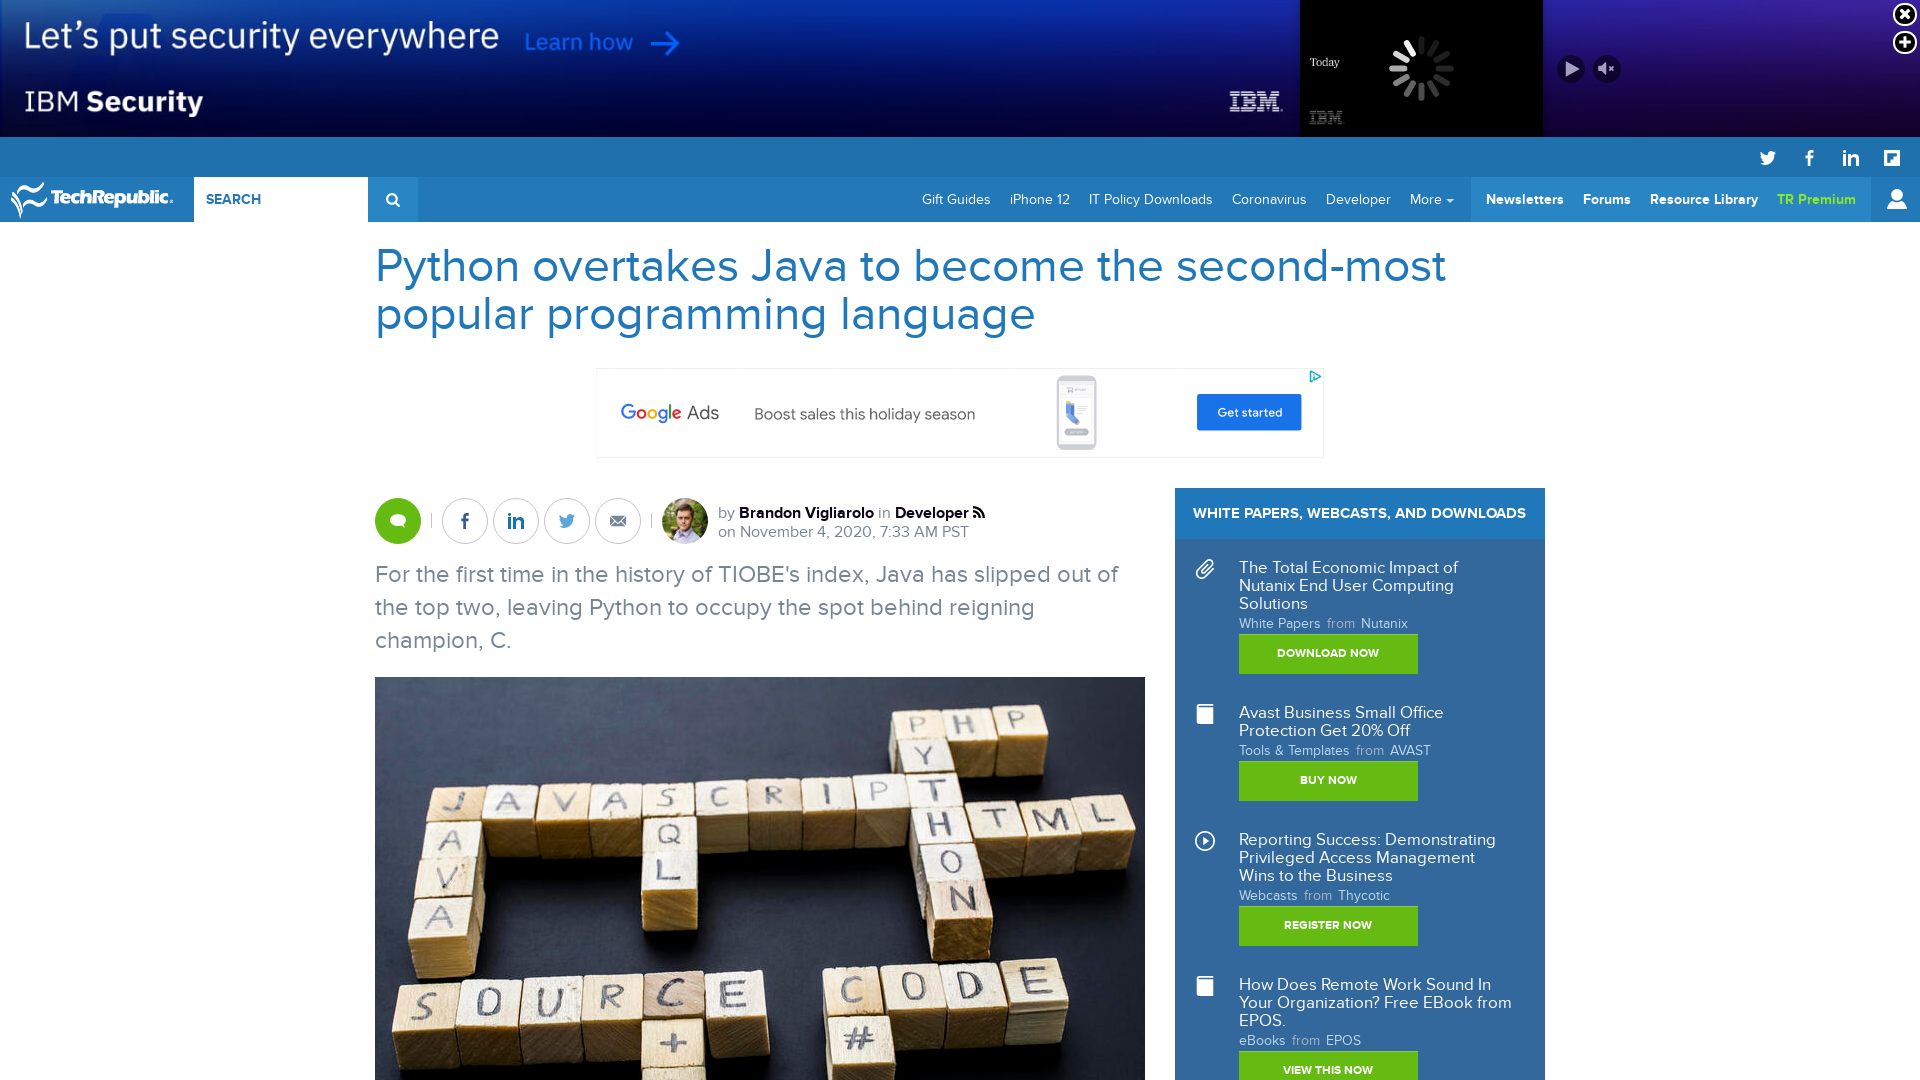 Let's put security everywhere Learn how
IBM Security
IBM
Today
IBM
TechRepublic.
SEARCH
Gift Guides iPhone 12 IT Policy Downloads Coronavirus Developer More Newsletters Forums Resource Library TR Premium
Python overtakes Java to become the second-most
popular programming language
Google Ads Boost sales this holiday season Get started
by Brandon Vigliarolo in Developer
on November 4, 2020, 7:33 AM PST
For the first time in the history of TIOBE's index, Java has slipped out of
the top two, leaving Python to occupy the spot behind reigning
champion, C.
PHP
PYTHON
JAVASCRIPT
JAVA
SQL
HTML
SOURCE CODE
C+
C#
WHITE PAPERS, WEBCASTS, AND DOWNLOADS
The Total Economic Impact of
Nutanix End User Computing
Solutions
White Papers from Nutanix
DOWNLOAD NOW
Avast Business Small Office
Protection Get 20% Off
Tools & Templates from AVAST
BUY NOW
Reporting Success: Demonstrating
Privileged Access Management
Wins to the Business
Webcasts from Thycotic
REGISTER NOW
How Does Remote Work Sound In
Your Organization? Free EBook from
EPOS.
eBooks from EPOS
VIEW THIS NOW